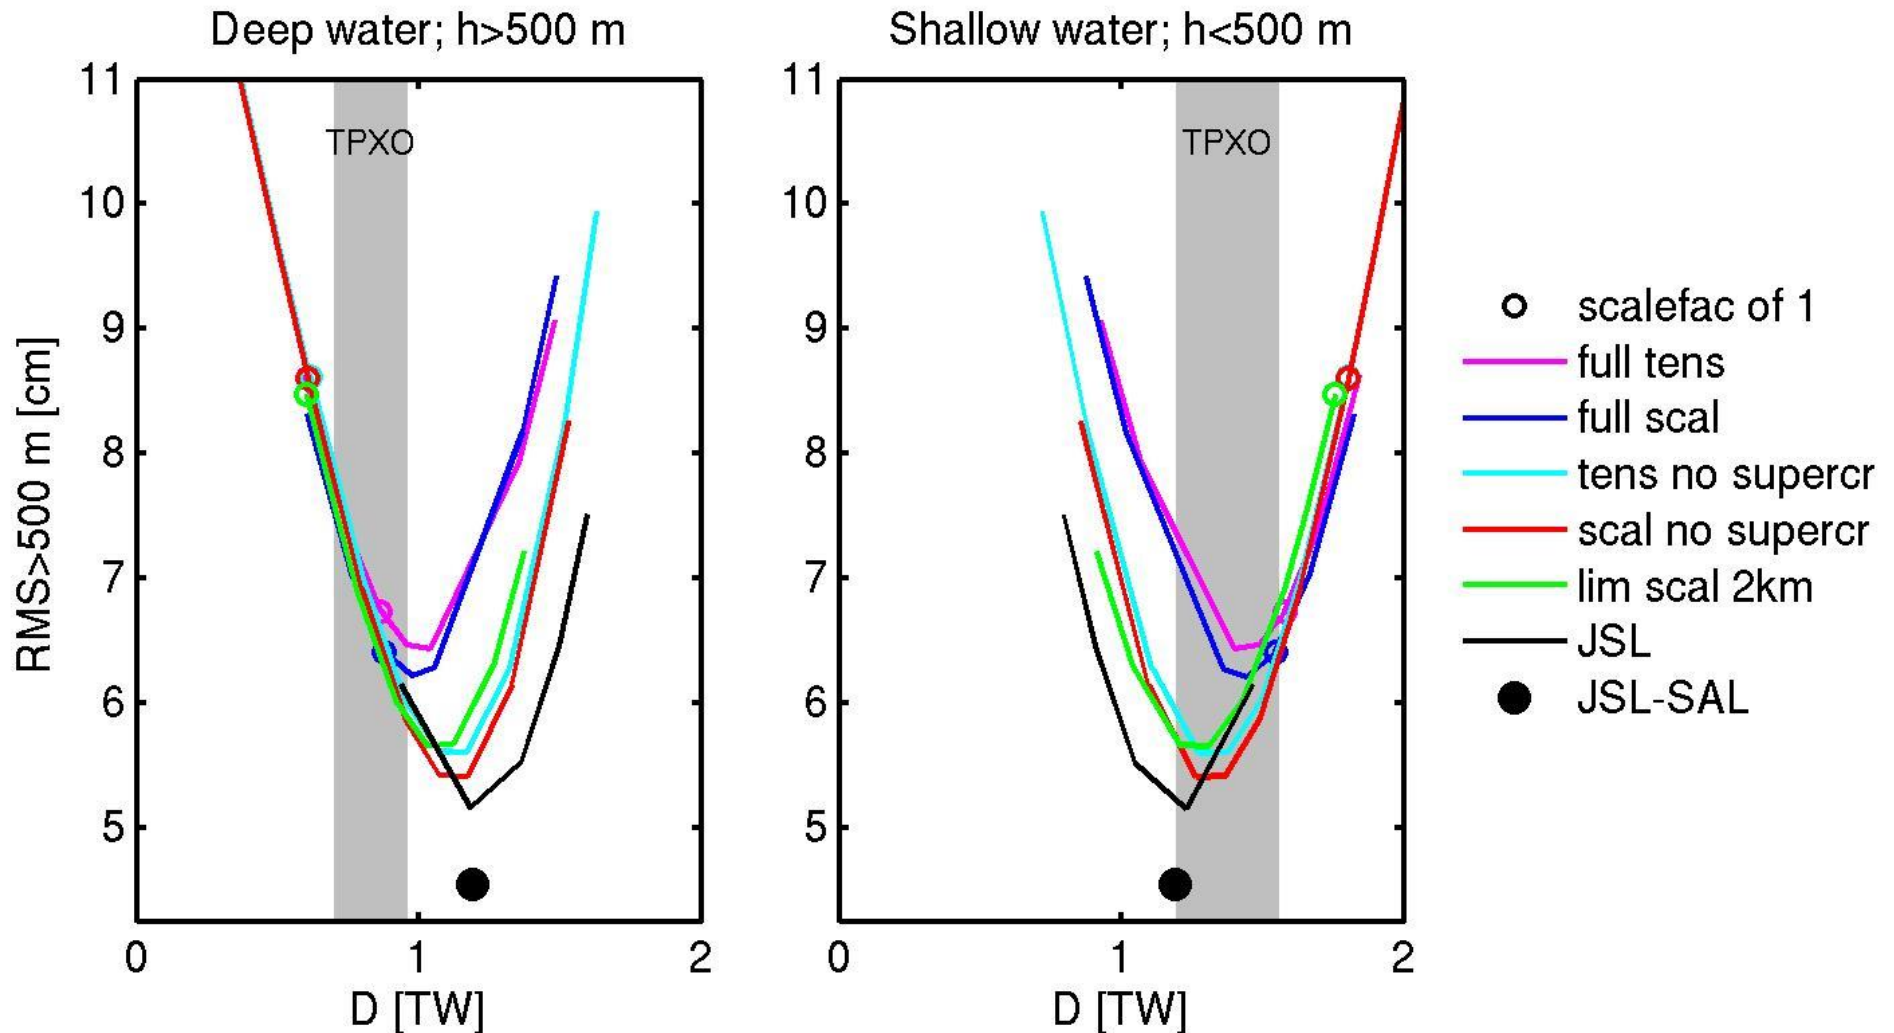 Deep water; h>500 m
Shallow water; h<500 m
RMS>500 m [cm]
11
10
9
8
7
6
5
TPXO
0
1
2
D [TW]
11
10
9
8
7
6
5
TPXO
0
1
2
D [TW]
scalefac of 1
full tens
full scal
tens no supercr
scal no supercr
lim scal 2km
JSL
JSL-SAL